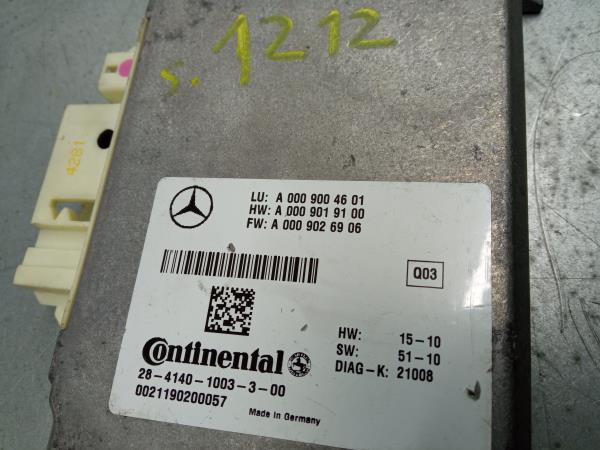 s. 1212
4281
LU: A 000 900 46 01
HW: A 000 901 91 00
FW: A 000 902 69 06
Q03
HW: 15-10
SW: 51-10
DIAG-K: 21008
Continental
28-4140-1003-3-00
0021190200057
Made in Germany